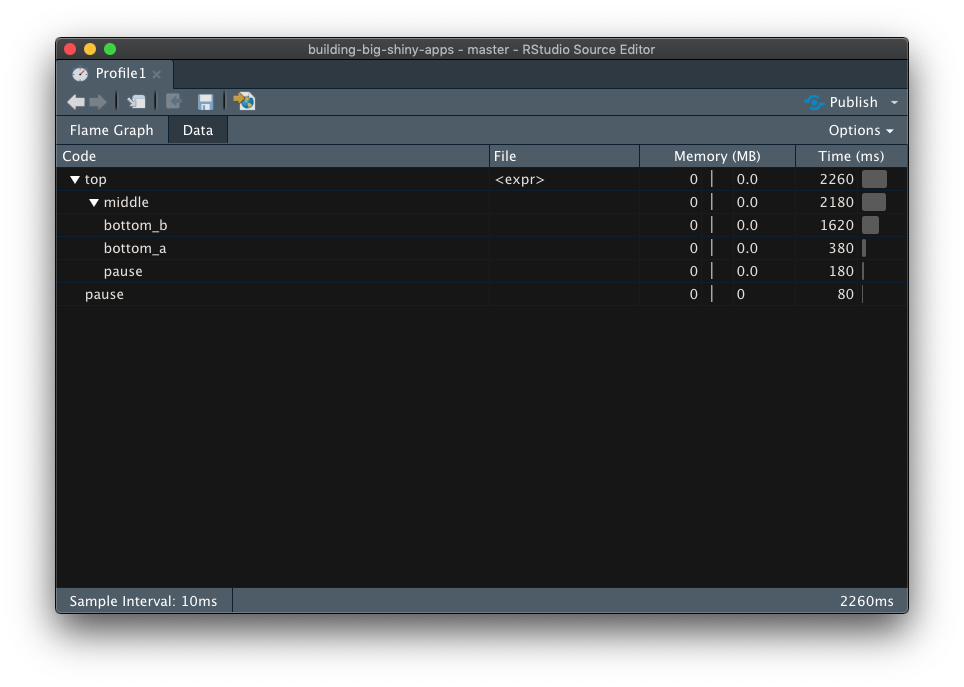 building-big-shiny-apps - master - RStudio Source Editor
Profile1
Publish
Flame Graph Data Options
Code File Memory (MB) Time (ms)
top <expr> 0 0.0 2260
middle 0 0.0 2180
bottom_b 0 0.0 1620
bottom_a 0 0.0 380
pause 0 0.0 180
pause 0 0 80
Sample Interval: 10ms 2260ms